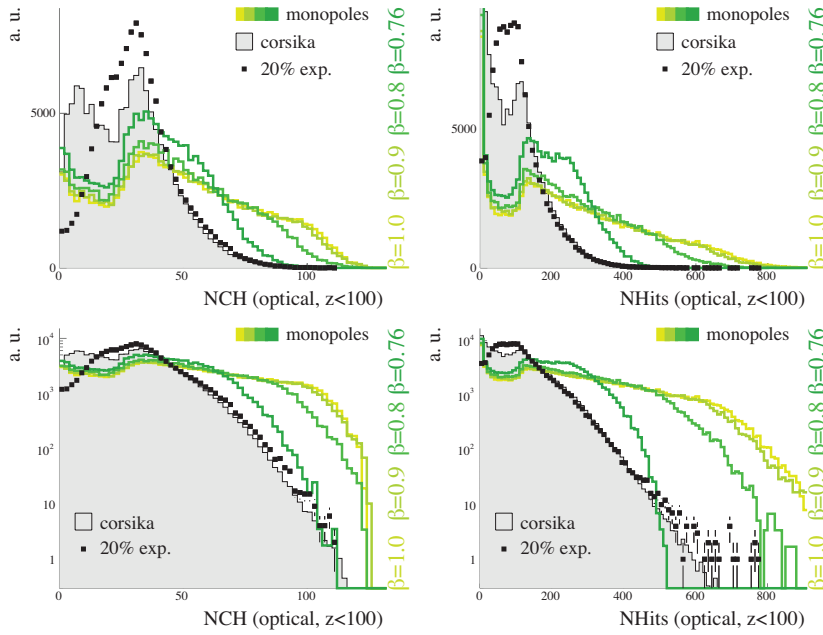 a. u.
monopoles
corsika
20% exp.
5000
0
0
50
100
NCH (optical, z<100)
β=1.0 β=0.9 β=0.8 β=0.76
a. u.
monopoles
corsika
20% exp.
5000
0
0
200
400
600
800
NHits (optical, z<100)
β=1.0 β=0.9 β=0.8 β=0.76
a. u.
monopoles
10⁴
10³
10²
10
1
corsika
20% exp.
0
50
100
NCH (optical, z<100)
β=1.0 β=0.9 β=0.8 β=0.76
a. u.
monopoles
10⁴
10³
10²
10
1
corsika
20% exp.
0
200
400
600
800
NHits (optical, z<100)
β=1.0 β=0.9 β=0.8 β=0.76